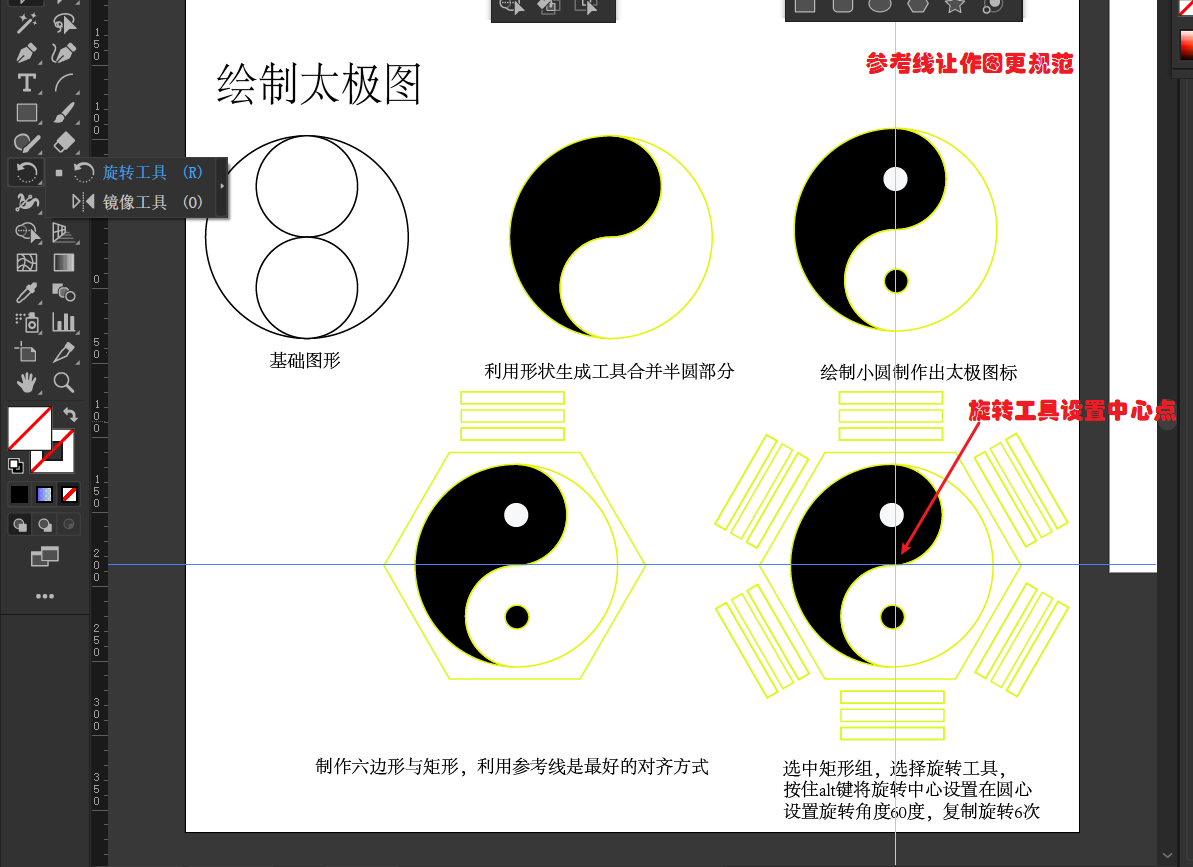 参考线让作图更规范
绘制太极图
旋转工具 (R)
镜像工具 (O)
基础图形
利用形状生成工具合并半圆部分
绘制小圆制作出太极图标
旋转工具设置中心点
制作六边形与矩形，利用参考线是最好的对齐方式
选中矩形组，选择旋转工具，
按住alt键将旋转中心设置在圆心
设置旋转角度60度，复制旋转6次
150
100
0
50
100
150
200
250
300
350